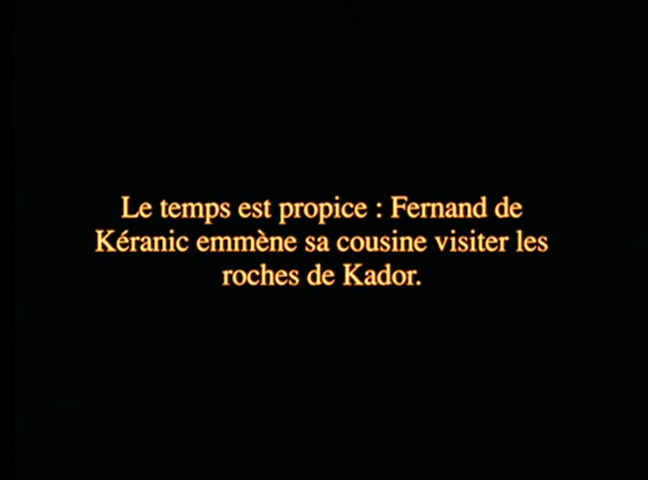 Le temps est propice : Fernand de
Kéranic emmène sa cousine visiter les
roches de Kador.